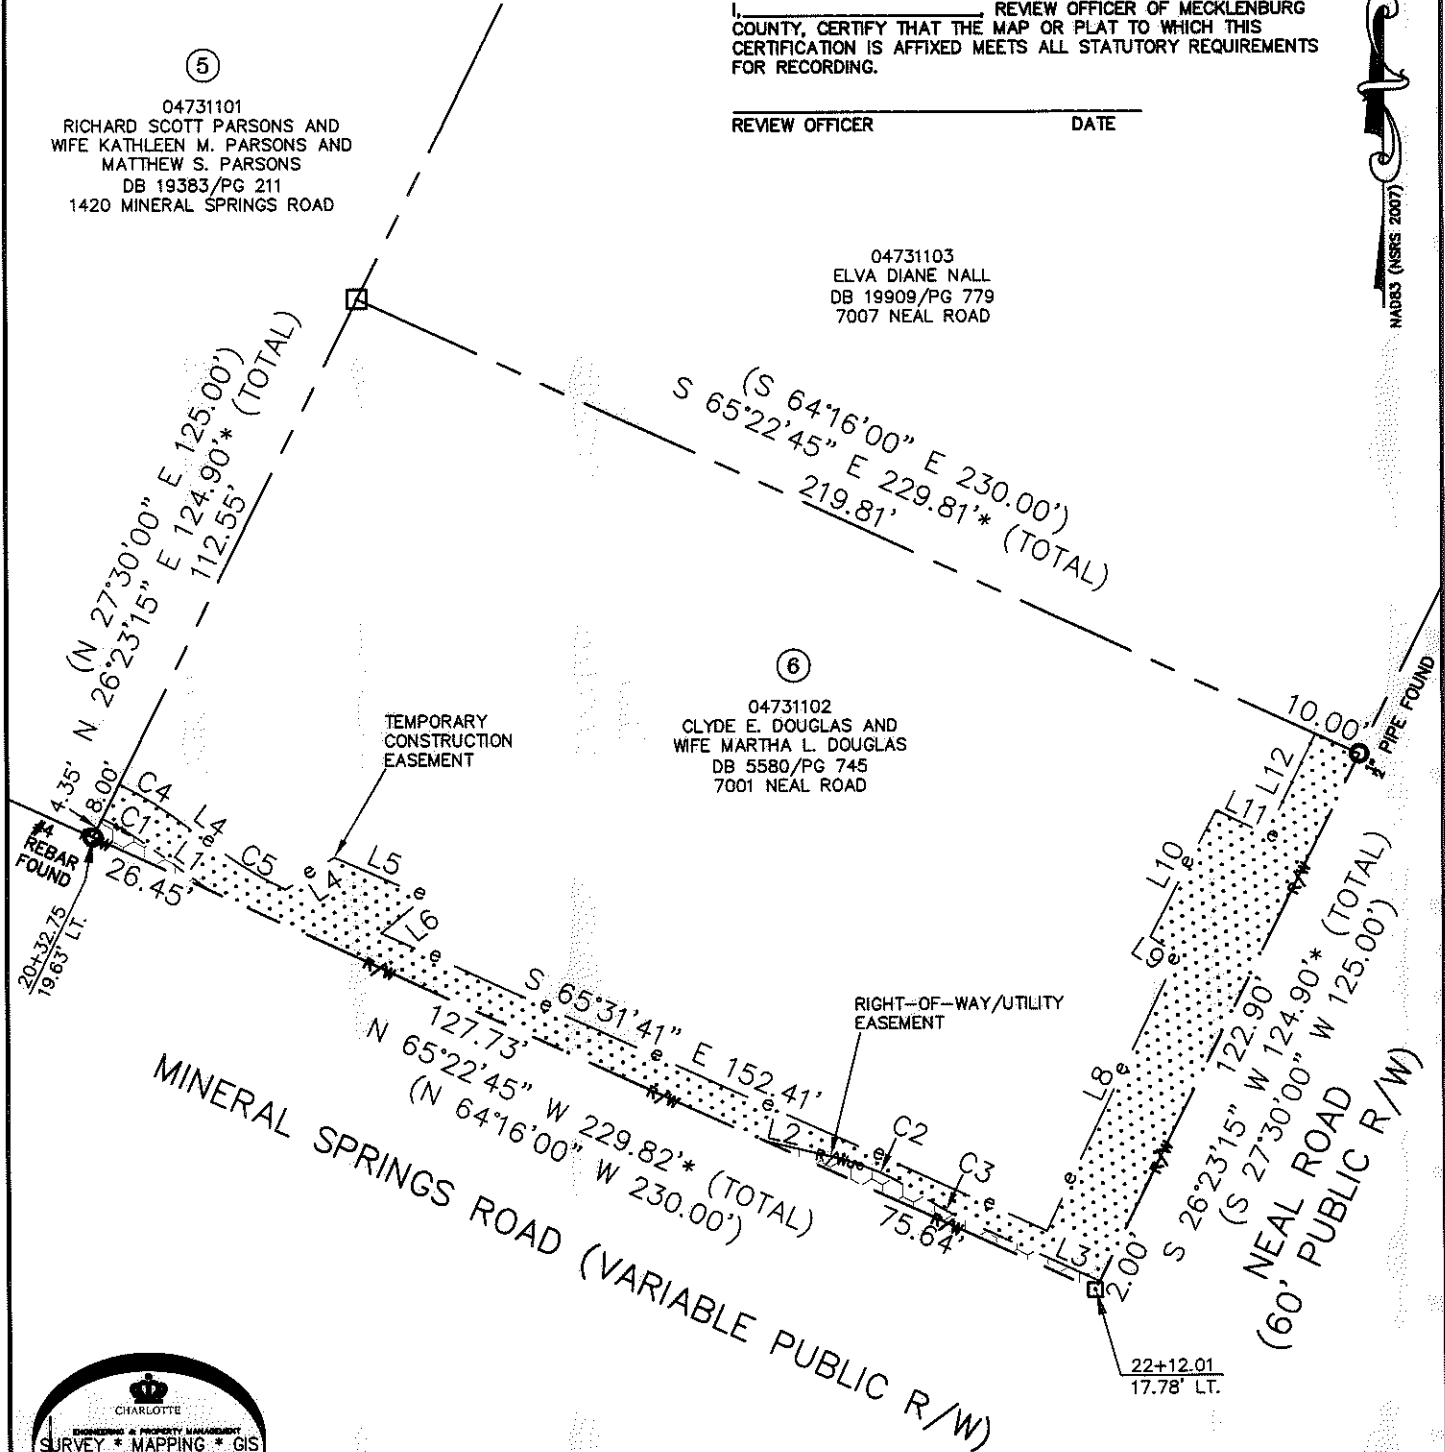 I,____________, REVIEW OFFICER OF MECKLENBURG
COUNTY, CERTIFY THAT THE MAP OR PLAT TO WHICH THIS
CERTIFICATION IS AFFIXED MEETS ALL STATUTORY REQUIREMENTS
FOR RECORDING.
REVIEW OFFICER DATE
NAD83 (NSRS 2007)
5
04731101
RICHARD SCOTT PARSONS AND
WIFE KATHLEEN M. PARSONS AND
MATTHEW S. PARSONS
DB 19383/PG 211
1420 MINERAL SPRINGS ROAD
04731103
ELVA DIANE NALL
DB 19909/PG 779
7007 NEAL ROAD
(N 27°30'00" E 125.00')
N 26°23'15" E 124.90'* (TOTAL)
112.55'
(S 64°16'00" E 230.00')
S 65°22'45" E 229.81'* (TOTAL)
219.81'
6
04731102
CLYDE E. DOUGLAS AND
WIFE MARTHA L. DOUGLAS
DB 5580/PG 745
7001 NEAL ROAD
TEMPORARY
CONSTRUCTION
EASEMENT
10.00'
1/2" PIPE FOUND
4.35'
8.00'
C4
C1
L4
L1
C5
e
L4
e
L5
e
L6
e
#4
REBAR
FOUND
R/W
26.45'
20+32.75
19.63' LT.
R/W
S 65°31'41" E 152.41'
e
e
e
e
e
127.73'
N 65°22'45" W 229.82'* (TOTAL)
(N 64°16'00" W 230.00')
R/W
RIGHT-OF-WAY/UTILITY
EASEMENT
L2
R/Wue
C2
C3
R/W
75.64'
L3
2.00'
L12
L11
e
L10
e
L9
e
L8
e
e
R/W
R/W
122.90'
S 26°23'15" W 124.90'* (TOTAL)
(S 27°30'00" W 125.00')
NEAL ROAD
(60' PUBLIC R/W)
MINERAL SPRINGS ROAD (VARIABLE PUBLIC R/W)
22+12.01
17.78' LT.
CHARLOTTE
ENGINEERING & PROPERTY MANAGEMENT
SURVEY * MAPPING * GIS